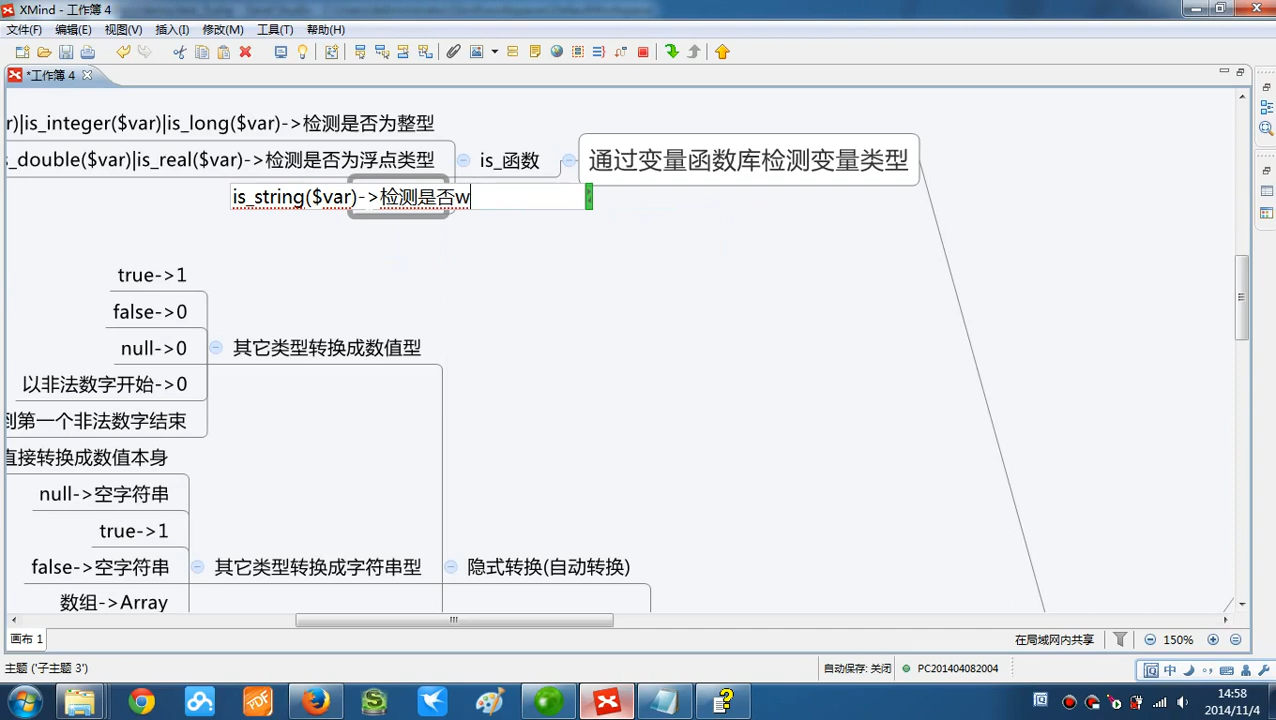 XMind - 工作簿 4
文件(F) 编辑(E) 视图(V) 插入(I) 修改(M) 工具(T) 帮助(H)
*工作簿 4
r)|is_integer($var)|is_long($var)->检测是否为整型
s_double($var)|is_real($var)->检测是否为浮点类型
is_函数
通过变量函数库检测变量类型
is_string($var)->检测是否w
true->1
false->0
null->0
其它类型转换成数值型
以非法数字开始->0
到第一个非法数字结束
直接转换成数值本身
null->空字符串
true->1
false->空字符串
其它类型转换成字符串型
隐式转换(自动转换)
数组->Array
画布 1
在局域网内共享
150%
主题 ('子主题 3')
自动保存: 关闭
PC201404082004
中
14:58
2014/11/4